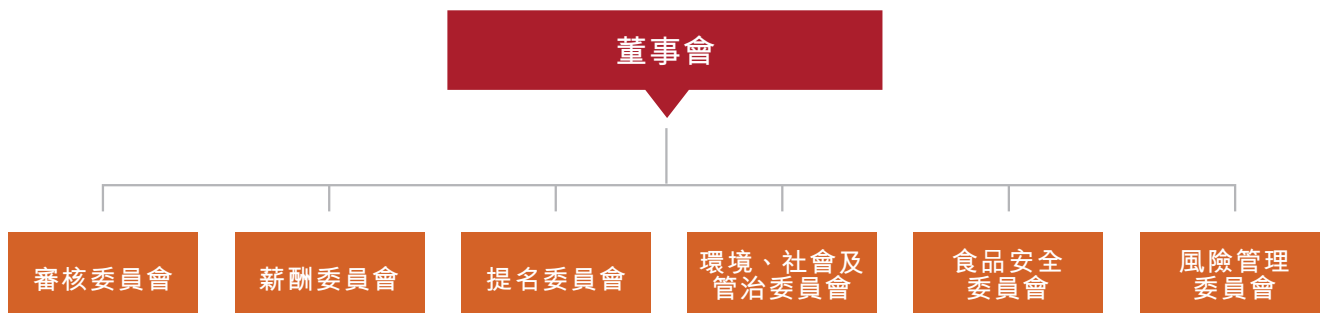 董事會
審核委員會
薪酬委員會
提名委員會
環境、社會及
管治委員會
食品安全
委員會
風險管理
委員會